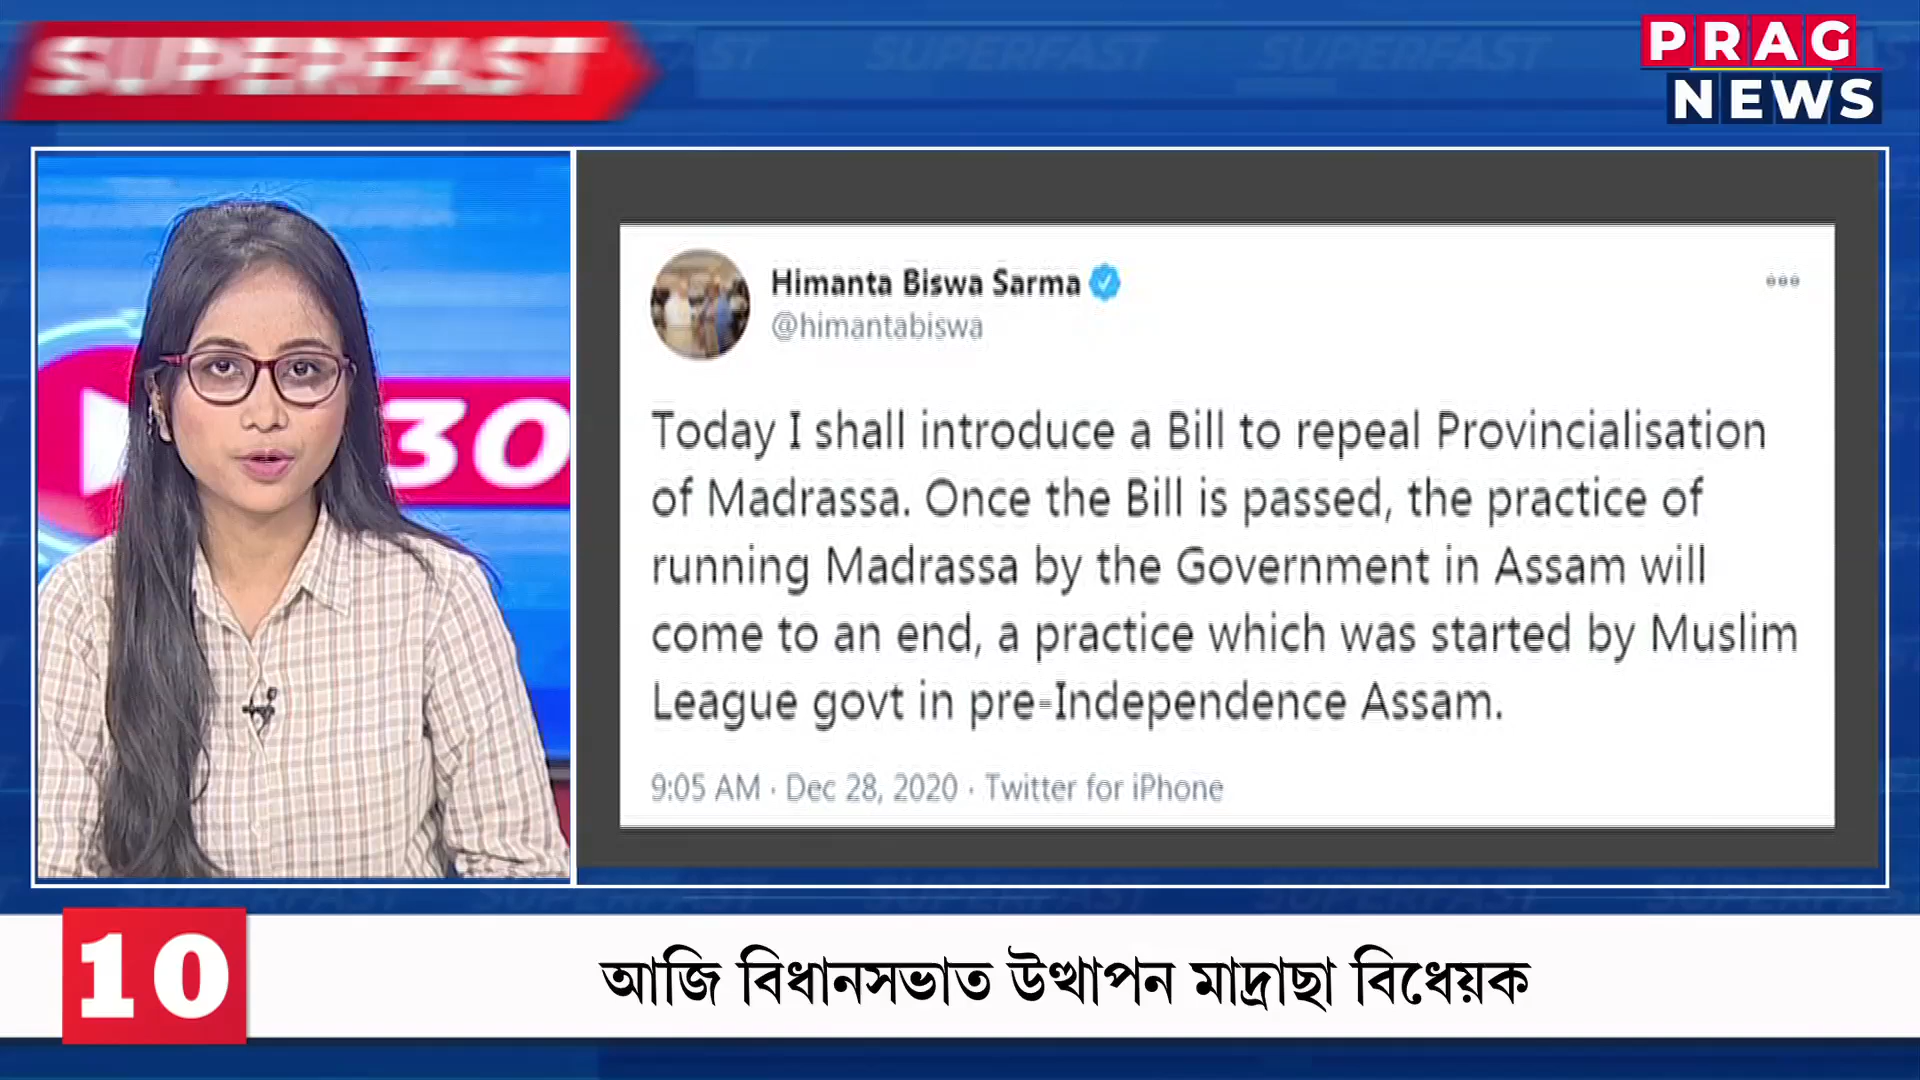 SUPERFAST
SUPERFAST
SUPERFAST
PRAG
NEWS
30
Himanta Biswa Sarma
@himantabiswa
Today I shall introduce a Bill to repeal Provincialisation
of Madrassa. Once the Bill is passed, the practice of
running Madrassa by the Government in Assam will
come to an end, a practice which was started by Muslim
League govt in pre-Independence Assam.
9:05 AM · Dec 28, 2020 · Twitter for iPhone
10
আজি বিধানসভাত উত্থাপন মাদ্ৰাছা বিধেয়ক